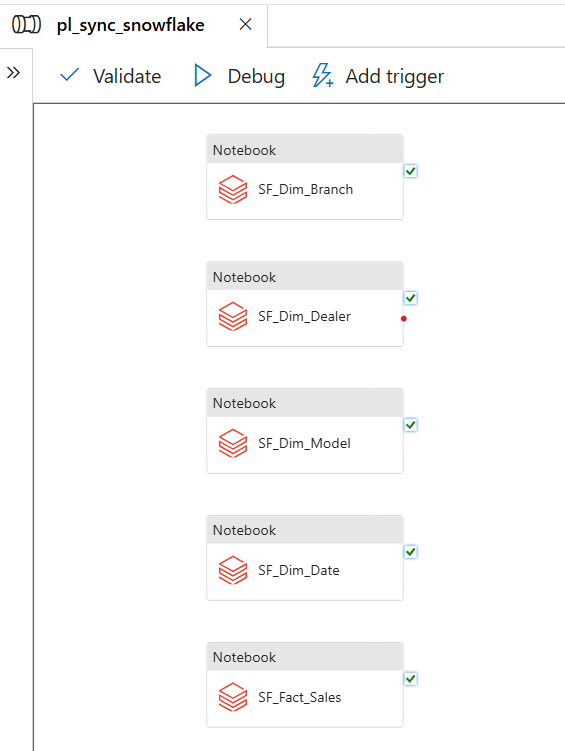 pl_sync_snowflake
Validate Debug Add trigger
Notebook
SF_Dim_Branch
Notebook
SF_Dim_Dealer
Notebook
SF_Dim_Model
Notebook
SF_Dim_Date
Notebook
SF_Fact_Sales